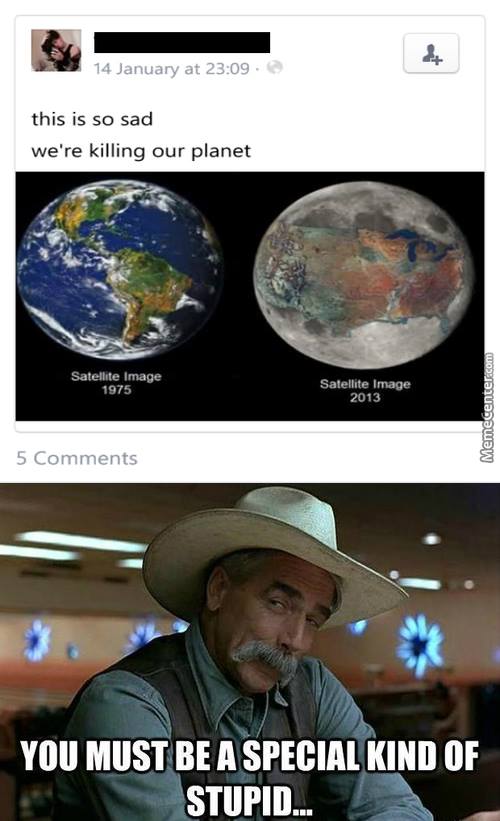 14 January at 23:09 ·
this is so sad
we're killing our planet
Satellite Image
1975
Satellite Image
2013
MemeCenter.com
5 Comments
YOU MUST BE A SPECIAL KIND OF
STUPID...